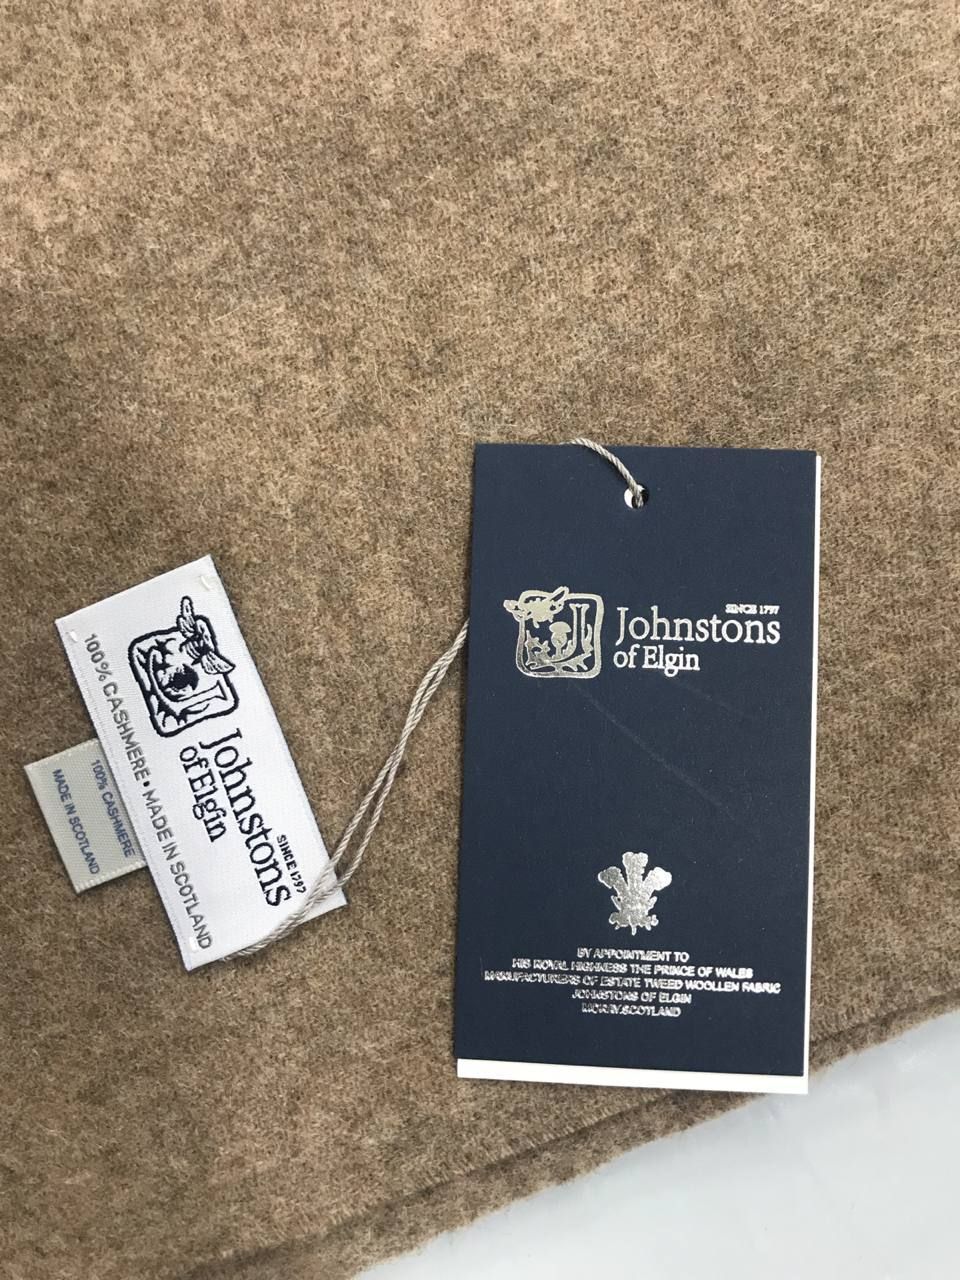 SINCE 1797
Johnstons
of Elgin
BY APPOINTMENT TO
HIS ROYAL HIGHNESS THE PRINCE OF WALES
MANUFACTURERS OF ESTATE TWEED WOOLLEN FABRIC
JOHNSTONS OF ELGIN
MORAY.SCOTLAND
SINCE 1797
Johnstons
of Elgin
100% CASHMERE • MADE IN SCOTLAND
100% CASHMERE
MADE IN SCOTLAND